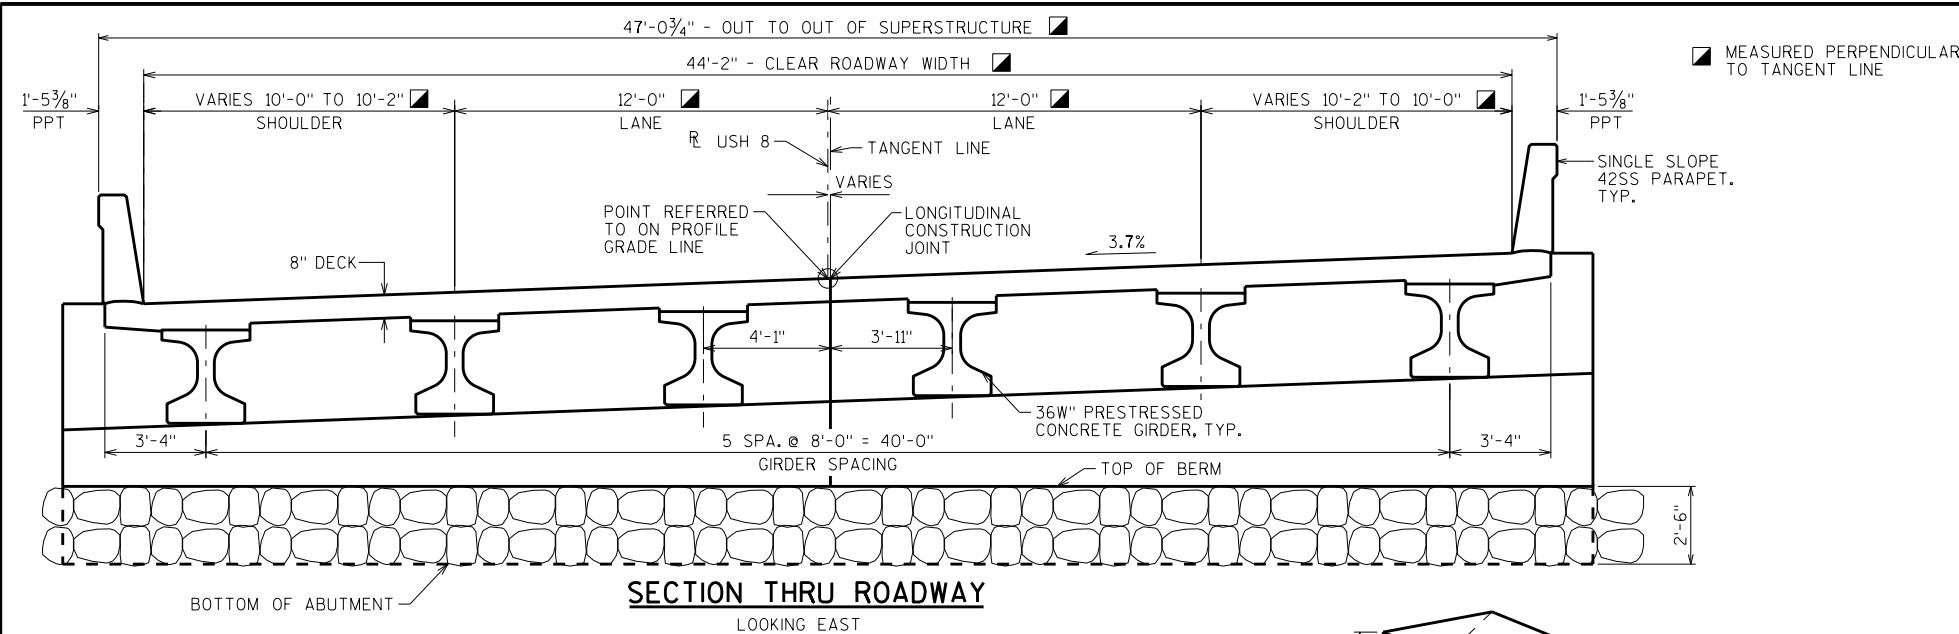 47'-0¾" - OUT TO OUT OF SUPERSTRUCTURE
MEASURED PERPENDICULAR
TO TANGENT LINE
44'-2" - CLEAR ROADWAY WIDTH
1'-5⅜"
PPT
VARIES 10'-0" TO 10'-2"
SHOULDER
12'-0"
LANE
12'-0"
LANE
VARIES 10'-2" TO 10'-0"
SHOULDER
1'-5⅜"
PPT
R USH 8
TANGENT LINE
VARIES
SINGLE SLOPE
42SS PARAPET.
TYP.
POINT REFERRED
TO ON PROFILE
GRADE LINE
LONGITUDINAL
CONSTRUCTION
JOINT
3.7%
8" DECK
4'-1"
3'-11"
36W" PRESTRESSED
CONCRETE GIRDER, TYP.
3'-4"
5 SPA. @ 8'-0" = 40'-0"
GIRDER SPACING
3'-4"
TOP OF BERM
2'-6"
BOTTOM OF ABUTMENT
SECTION THRU ROADWAY
LOOKING EAST